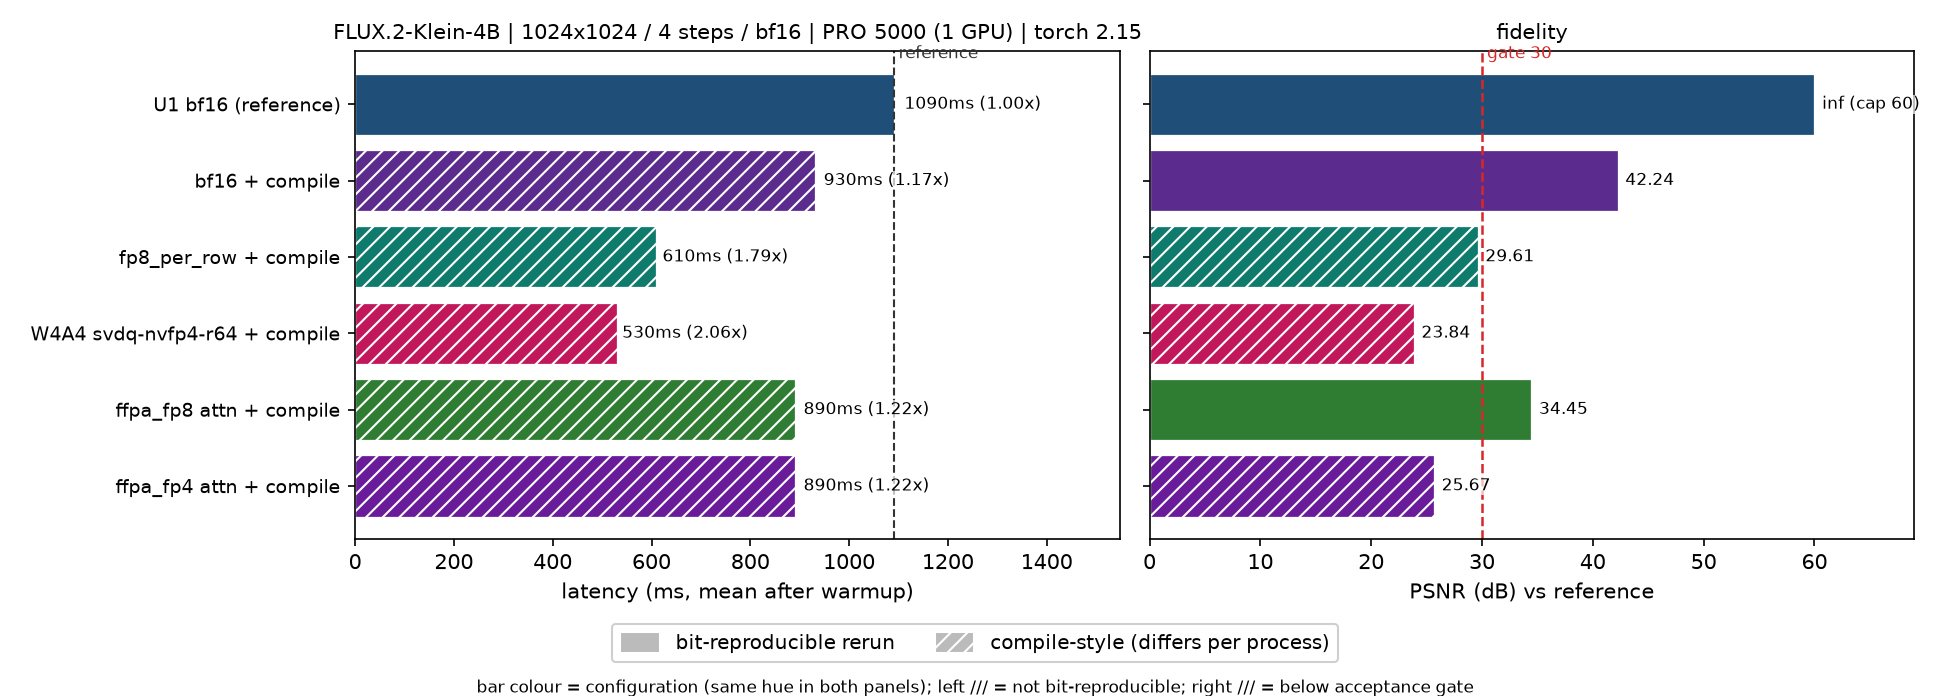 FLUX.2-Klein-4B | 1024x1024 / 4 steps / bf16 | PRO 5000 (1 GPU) | torch 2.15
reference
U1 bf16 (reference)
1090ms (1.00x)
bf16 + compile
930ms (1.17x)
fp8_per_row + compile
610ms (1.79x)
W4A4 svdq-nvfp4-r64 + compile
530ms (2.06x)
ffpa_fp8 attn + compile
890ms (1.22x)
ffpa_fp4 attn + compile
890ms (1.22x)
0 200 400 600 800 1000 1200 1400
latency (ms, mean after warmup)
fidelity
gate 30
inf (cap 60)
42.24
29.61
23.84
34.45
25.67
0 10 20 30 40 50 60
PSNR (dB) vs reference
bit-reproducible rerun
compile-style (differs per process)
bar colour = configuration (same hue in both panels); left /// = not bit-reproducible; right /// = below acceptance gate